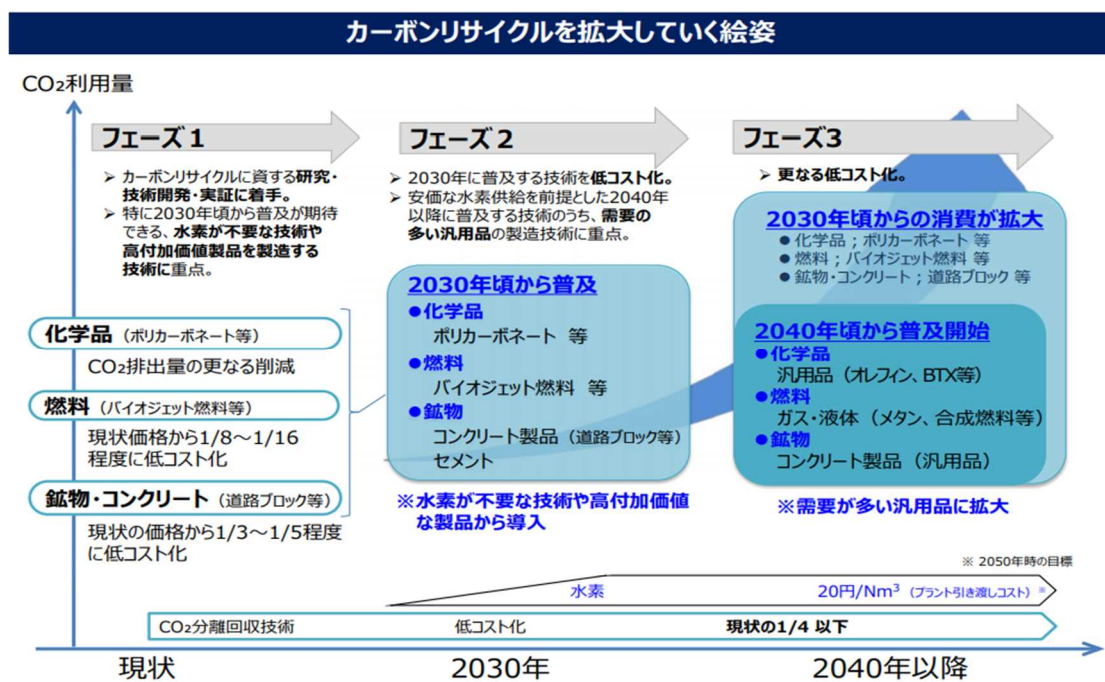 カーボンリサイクルを拡大していく絵姿
CO₂利用量
フェーズ1
➢ カーボンリサイクルに資する研究・
技術開発・実証に着手。
➢ 特に2030年頃から普及が期待
できる、水素が不要な技術や
高付加価値製品を製造する
技術に重点。
化学品（ポリカーボネート等）
CO₂排出量の更なる削減
燃料（バイオジェット燃料等）
現状価格から1/8～1/16
程度に低コスト化
鉱物・コンクリート（道路ブロック等）
現状の価格から1/3～1/5程度
に低コスト化
フェーズ2
➢ 2030年に普及する技術を低コスト化。
➢ 安価な水素供給を前提とした2040年
以降に普及する技術のうち、需要の
多い汎用品の製造技術に重点。
2030年頃から普及
●化学品
ポリカーボネート 等
●燃料
バイオジェット燃料 等
●鉱物
コンクリート製品（道路ブロック等）
セメント
※水素が不要な技術や高付加価値
な製品から導入
フェーズ3
➢ 更なる低コスト化。
2030年頃からの消費が拡大
● 化学品；ポリカーボネート 等
● 燃料；バイオジェット燃料 等
● 鉱物・コンクリート；道路ブロック 等
2040年頃から普及開始
●化学品
汎用品（オレフィン、BTX等）
●燃料
ガス・液体（メタン、合成燃料等）
●鉱物
コンクリート製品（汎用品）
※需要が多い汎用品に拡大
※ 2050年時の目標
水素 20円/Nm³（プラント引き渡しコスト）※
CO₂分離回収技術 低コスト化 現状の1/4 以下
現状 2030年 2040年以降